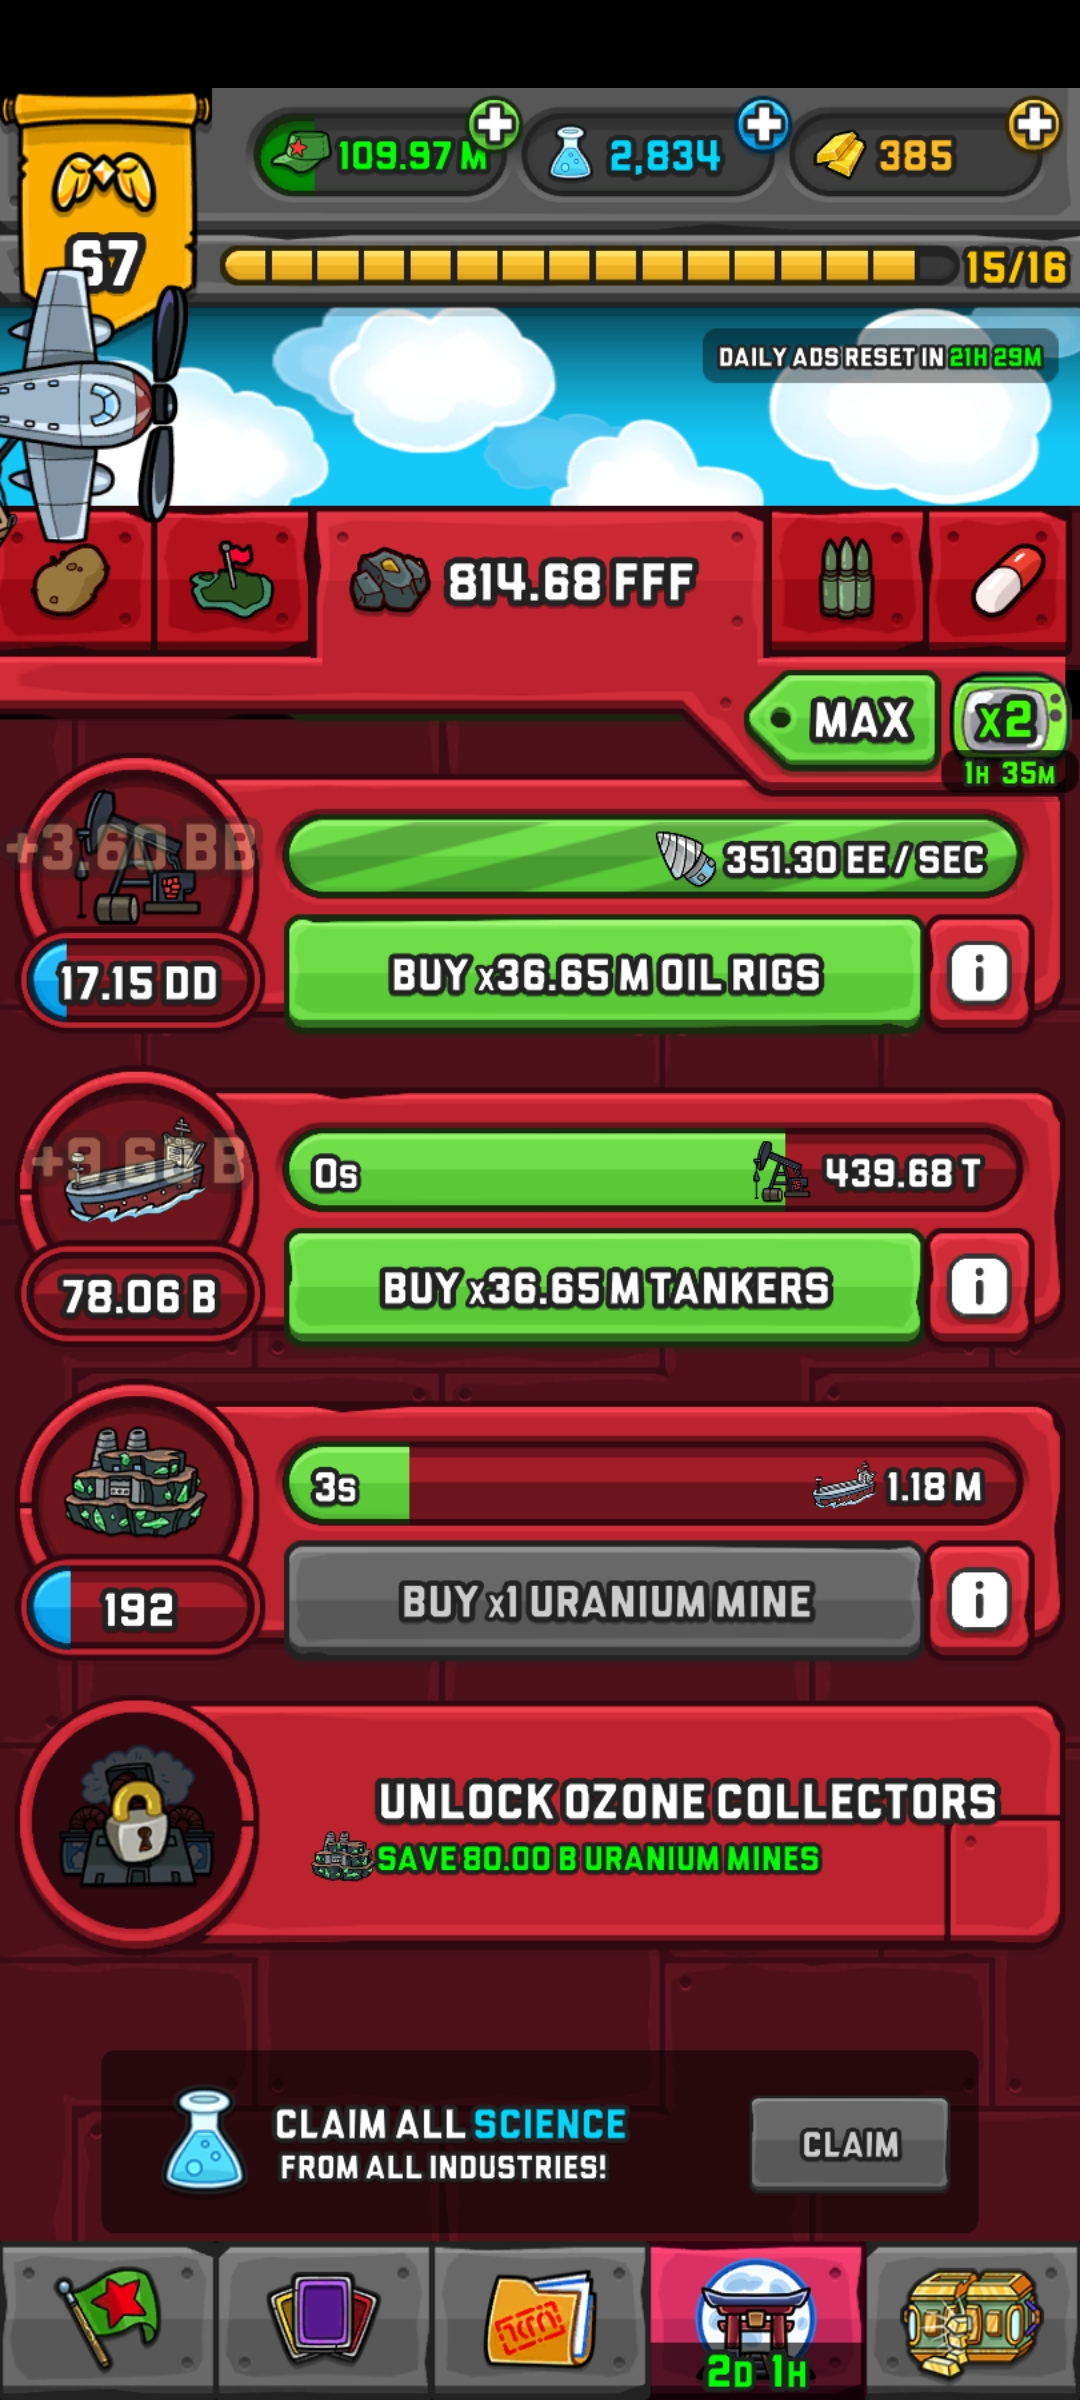 109.97 M
2,834
385
67
15/16
DAILY ADS RESET IN 21H 29M
814.68 FFF
MAX
x2
1H 35M
+3.60 BB
351.30 EE/SEC
17.15 DD
BUY x36.65 M OIL RIGS
0s
439.68 T
78.06 B
BUY x36.65 M TANKERS
3s
1.18 M
192
BUY x1 URANIUM MINE
UNLOCK OZONE COLLECTORS
SAVE 80.00 B URANIUM MINES
CLAIM ALL SCIENCE
FROM ALL INDUSTRIES!
CLAIM
2D 1H